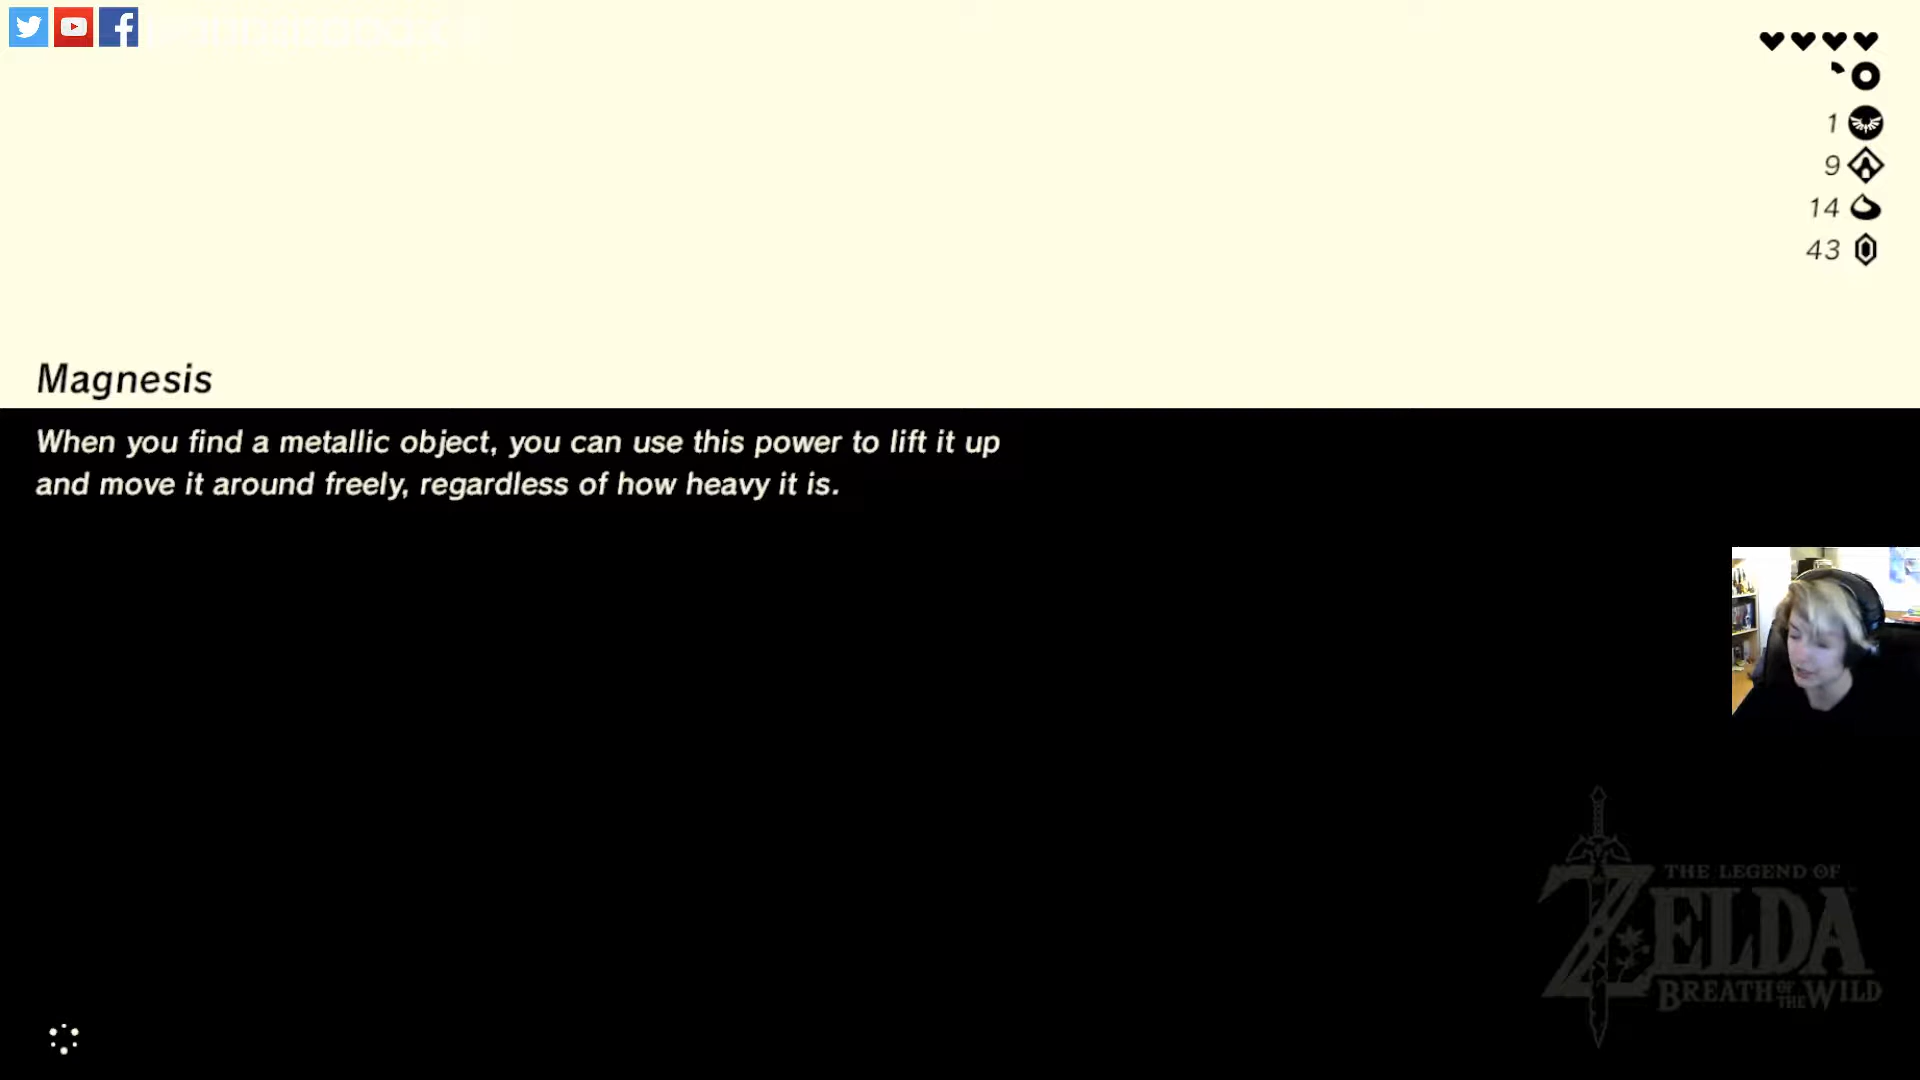 1
9
14
43
Magnesis
When you find a metallic object, you can use this power to lift it up
and move it around freely, regardless of how heavy it is.
THE LEGEND OF
ZELDA
BREATH OF THE WILD